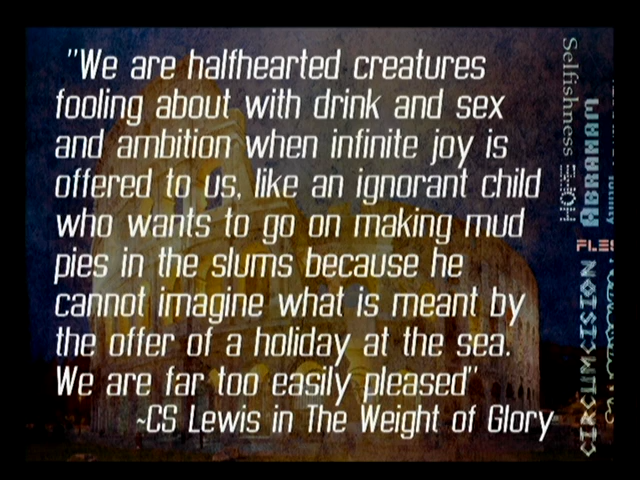 "We are halfhearted creatures
fooling about with drink and sex
and ambition when infinite joy is
offered to us, like an ignorant child
who wants to go on making mud
pies in the slums because he
cannot imagine what is meant by
the offer of a holiday at the sea.
We are far too easily pleased"
~CS Lewis in The Weight of Glory
Selfishness
HOPE
ABRAHAM
CIRCUMCISION